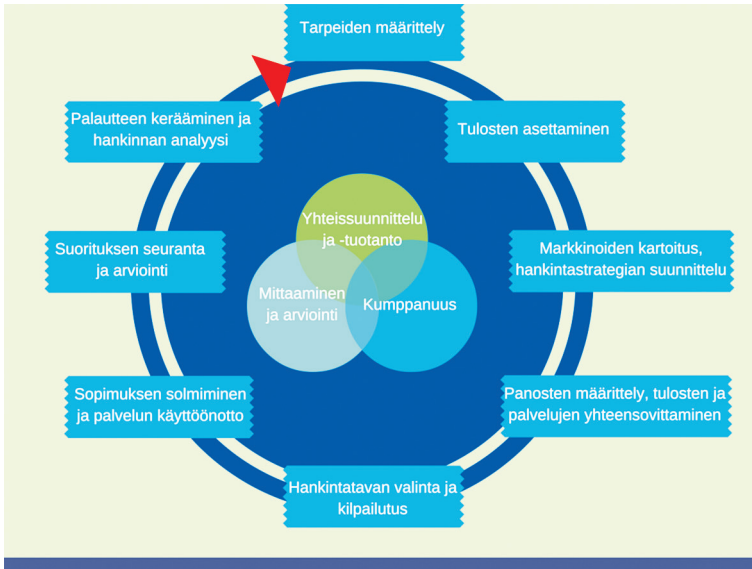 Tarpeiden määrittely
Tulosten asettaminen
Markkinoiden kartoitus,
hankintastrategian suunnittelu
Panosten määrittely, tulosten ja
palvelujen yhteensovittaminen
Hankintatavan valinta ja
kilpailutus
Sopimuksen solmiminen
ja palvelun käyttöönotto
Suorituksen seuranta
ja arviointi
Palautteen kerääminen ja
hankinnan analyysi
Yhteissuunnittelu
ja -tuotanto
Mittaaminen
ja arviointi
Kumppanuus